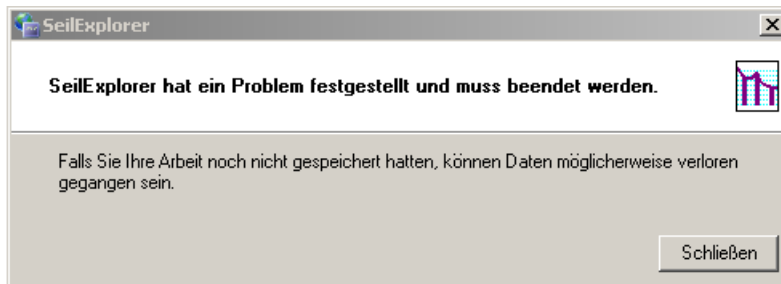 SeilExplorer
SeilExplorer hat ein Problem festgestellt und muss beendet werden.
Falls Sie Ihre Arbeit noch nicht gespeichert hatten, können Daten möglicherweise verloren
gegangen sein.
Schließen